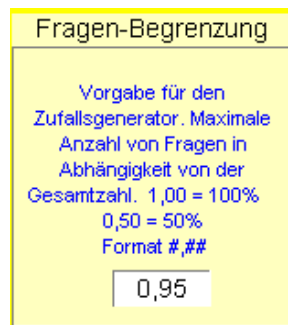 Fragen-Begrenzung
Vorgabe für den
Zufallsgenerator. Maximale
Anzahl von Fragen in
Abhängigkeit von der
Gesamtzahl. 1,00 = 100%
0,50 = 50%
Format #,##
0,95